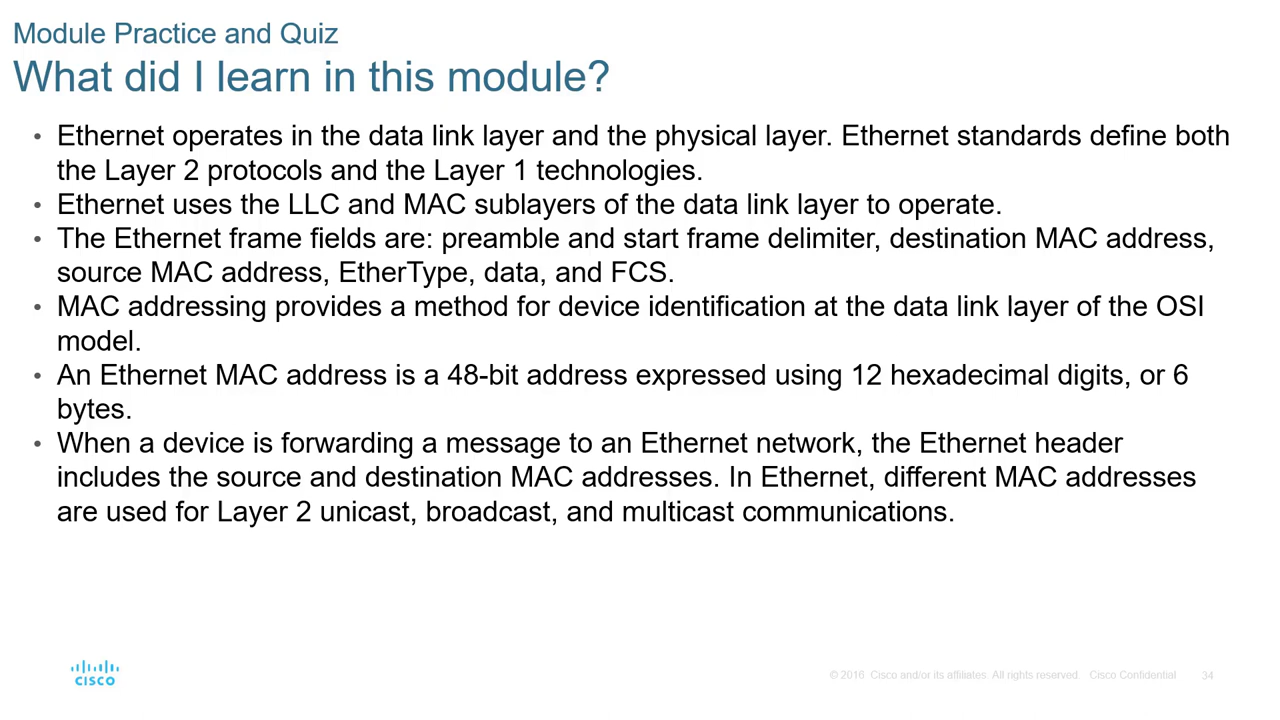 Module Practice and Quiz
What did I learn in this module?
• Ethernet operates in the data link layer and the physical layer. Ethernet standards define both
the Layer 2 protocols and the Layer 1 technologies.
• Ethernet uses the LLC and MAC sublayers of the data link layer to operate.
• The Ethernet frame fields are: preamble and start frame delimiter, destination MAC address,
source MAC address, EtherType, data, and FCS.
• MAC addressing provides a method for device identification at the data link layer of the OSI
model.
• An Ethernet MAC address is a 48-bit address expressed using 12 hexadecimal digits, or 6
bytes.
• When a device is forwarding a message to an Ethernet network, the Ethernet header
includes the source and destination MAC addresses. In Ethernet, different MAC addresses
are used for Layer 2 unicast, broadcast, and multicast communications.
CISCO
© 2016 Cisco and/or its affiliates. All rights reserved. Cisco Confidential 34